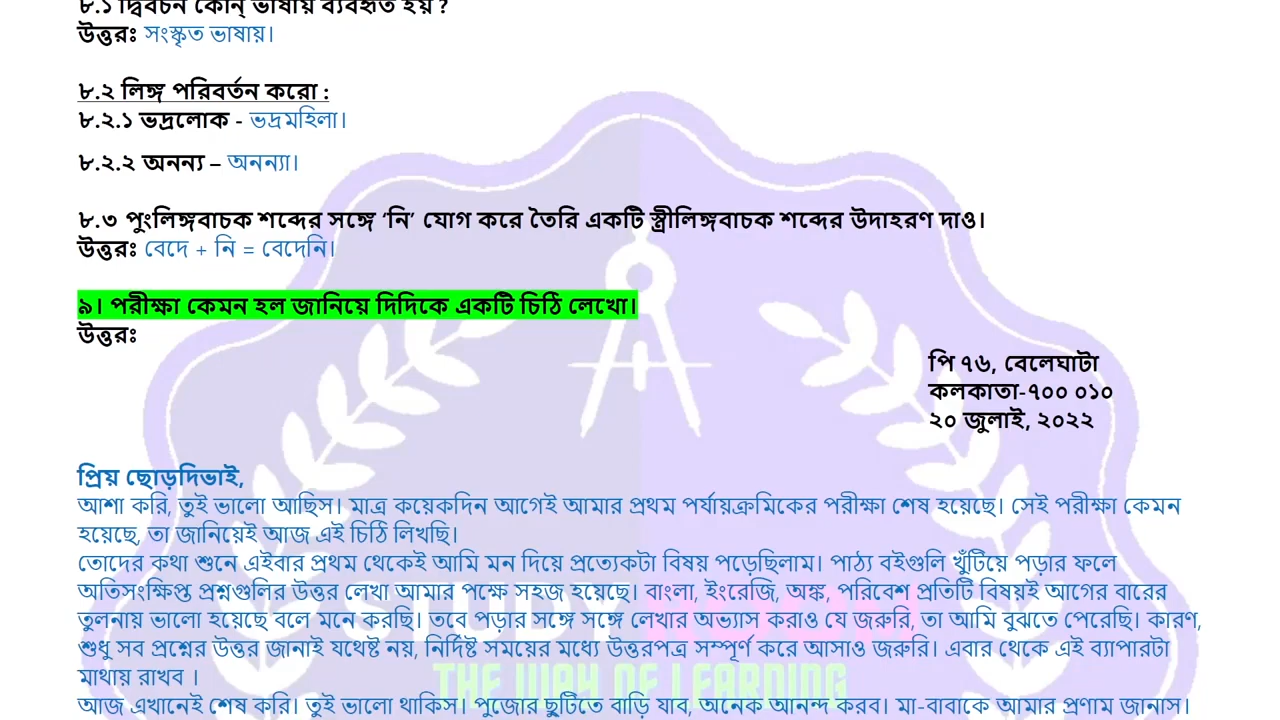 ৮.১ দ্বিবচন কোন্ ভাষায় ব্যবহৃত হয় ?
উত্তরঃ সংস্কৃত ভাষায়।
৮.২ লিঙ্গ পরিবর্তন করো :
৮.২.১ ভদ্রলোক - ভদ্রমহিলা।
৮.২.২ অনন্য – অনন্যা।
৮.৩ পুংলিঙ্গবাচক শব্দের সঙ্গে ‘নি’ যোগ করে তৈরি একটি স্ত্রীলিঙ্গবাচক শব্দের উদাহরণ দাও।
উত্তরঃ বেদে + নি = বেদেনি।
৯। পরীক্ষা কেমন হল জানিয়ে দিদিকে একটি চিঠি লেখো।
উত্তরঃ
পি ৭৬, বেলেঘাটা
কলকাতা-৭০০ ০১০
২০ জুলাই, ২০২২
প্রিয় ছোড়দিভাই,
আশা করি, তুই ভালো আছিস। মাত্র কয়েকদিন আগেই আমার প্রথম পর্যায়ক্রমিকের পরীক্ষা শেষ হয়েছে। সেই পরীক্ষা কেমন
হয়েছে, তা জানিয়েই আজ এই চিঠি লিখছি।
তোদের কথা শুনে এইবার প্রথম থেকেই আমি মন দিয়ে প্রত্যেকটা বিষয় পড়েছিলাম। পাঠ্য বইগুলি খুঁটিয়ে পড়ার ফলে
অতিসংক্ষিপ্ত প্রশ্নগুলির উত্তর লেখা আমার পক্ষে সহজ হয়েছে। বাংলা, ইংরেজি, অঙ্ক, পরিবেশ প্রতিটি বিষয়ই আগের বারের
তুলনায় ভালো হয়েছে বলে মনে করছি। তবে পড়ার সঙ্গে সঙ্গে লেখার অভ্যাস করাও যে জরুরি, তা আমি বুঝতে পেরেছি। কারণ,
শুধু সব প্রশ্নের উত্তর জানাই যথেষ্ট নয়, নির্দিষ্ট সময়ের মধ্যে উত্তরপত্র সম্পূর্ণ করে আসাও জরুরি। এবার থেকে এই ব্যাপারটা
মাথায় রাখব ।
আজ এখানেই শেষ করি। তুই ভালো থাকিস। পুজোর ছুটিতে বাড়ি যাব, অনেক আনন্দ করব। মা-বাবাকে আমার প্রণাম জানাস।
STUDY
THE WAY OF LEARNING